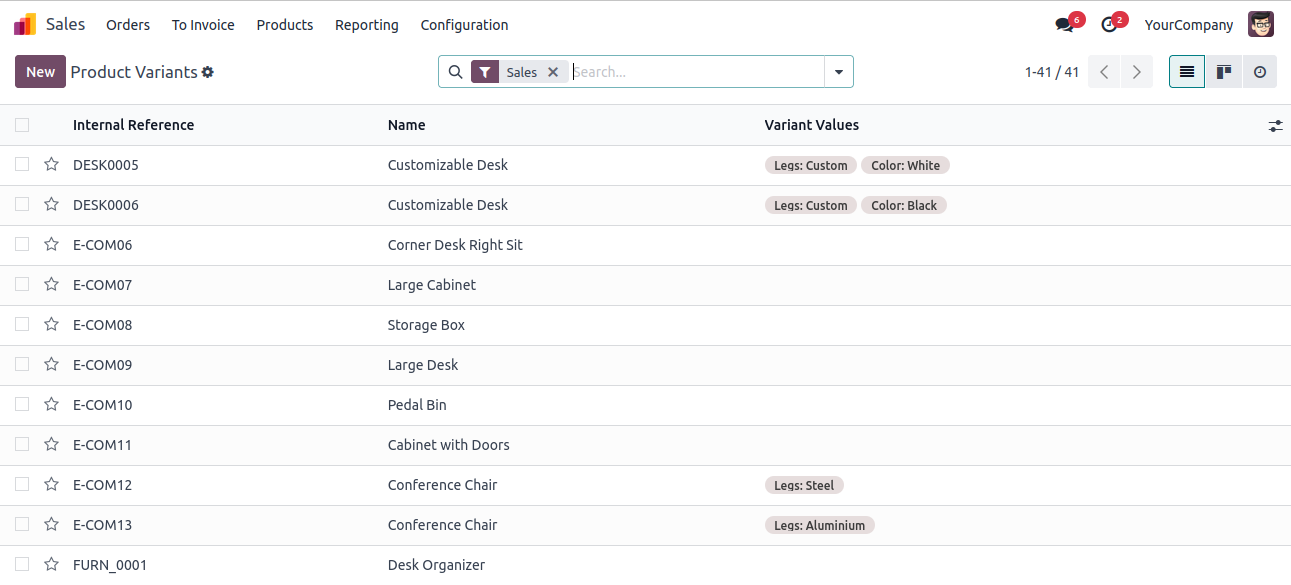 Sales Orders To Invoice Products Reporting Configuration 6 2 YourCompany
New Product Variants Sales Search... 1-41 / 41
Internal Reference Name Variant Values
DESK0005 Customizable Desk Legs: Custom Color: White
DESK0006 Customizable Desk Legs: Custom Color: Black
E-COM06 Corner Desk Right Sit
E-COM07 Large Cabinet
E-COM08 Storage Box
E-COM09 Large Desk
E-COM10 Pedal Bin
E-COM11 Cabinet with Doors
E-COM12 Conference Chair Legs: Steel
E-COM13 Conference Chair Legs: Aluminium
FURN_0001 Desk Organizer